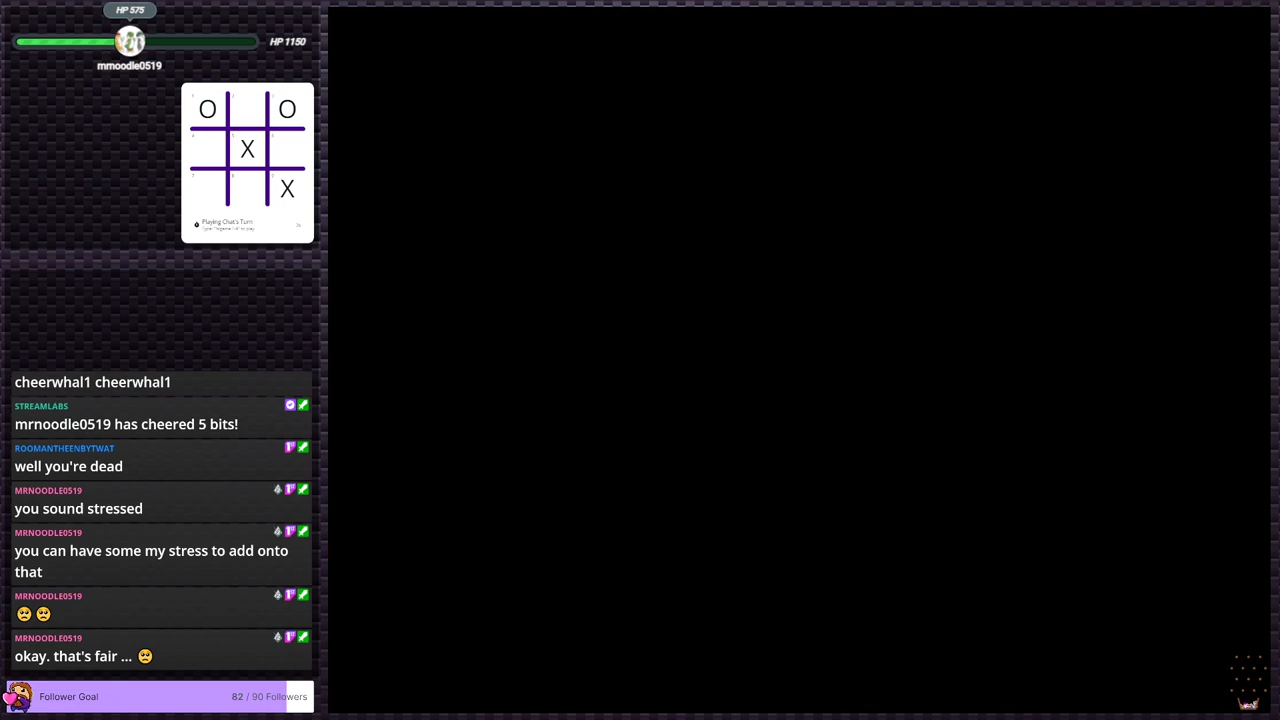 HP 575
HP 1150
mrnoodle0519
O
O
X
X
Playing Chat's Turn
cheerwhal1 cheerwhal1
STREAMLABS
mrnoodle0519 has cheered 5 bits!
ROOMANTHEENBYTWAT
well you're dead
MRNOODLE0519
you sound stressed
MRNOODLE0519
you can have some my stress to add onto
that
MRNOODLE0519
🥺 🥺
MRNOODLE0519
okay. that's fair ... 🥺
Follower Goal
82 / 90 Followers